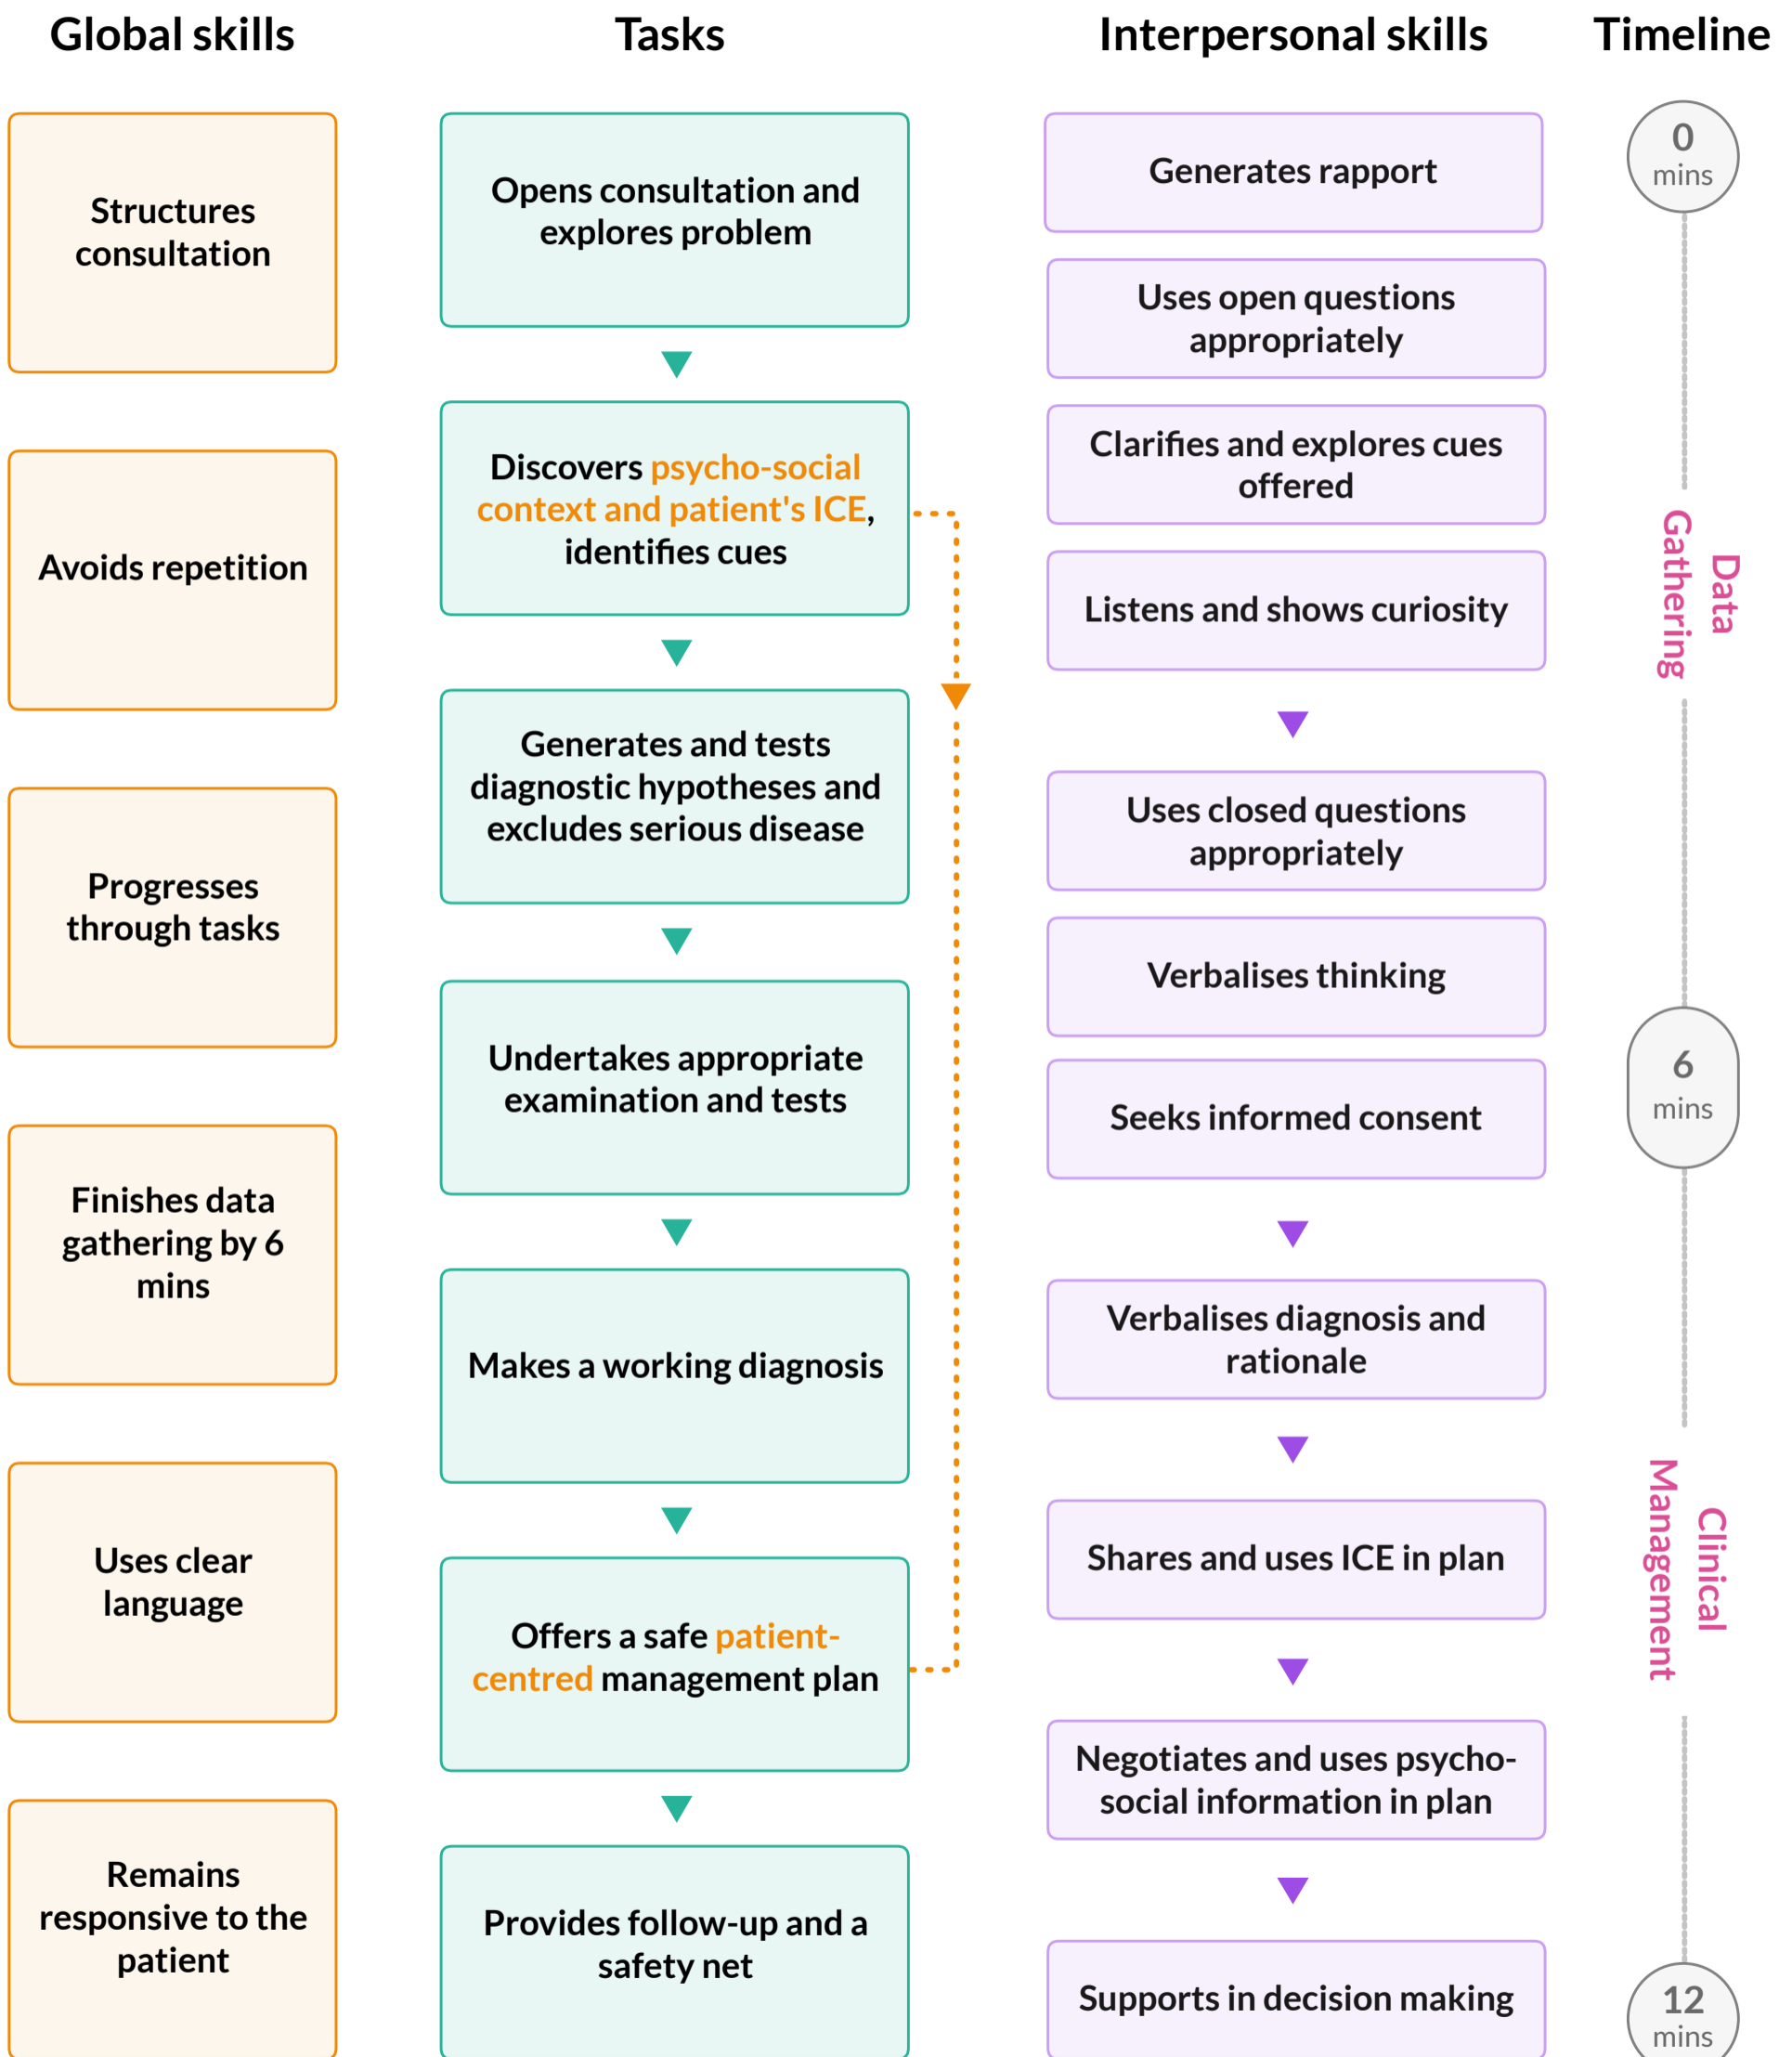 Global skills
Structures
consultation
Avoids repetition
Progresses
through tasks
Finishes data
gathering by 6
mins
Uses clear
language
Remains
responsive to the
patient
Tasks
Opens consultation and
explores problem
Discovers psycho-social
context and patient's ICE,
identifies cues
Generates and tests
diagnostic hypotheses and
excludes serious disease
Undertakes appropriate
examination and tests
Makes a working diagnosis
Offers a safe patient-
centred management plan
Provides follow-up and a
safety net
Interpersonal skills
Generates rapport
Uses open questions
appropriately
Clarifies and explores cues
offered
Listens and shows curiosity
Uses closed questions
appropriately
Verbalises thinking
Seeks informed consent
Verbalises diagnosis and
rationale
Shares and uses ICE in plan
Negotiates and uses psycho-
social information in plan
Supports in decision making
Timeline
0
mins
Data
Gathering
6
mins
Clinical
Management
12
mins